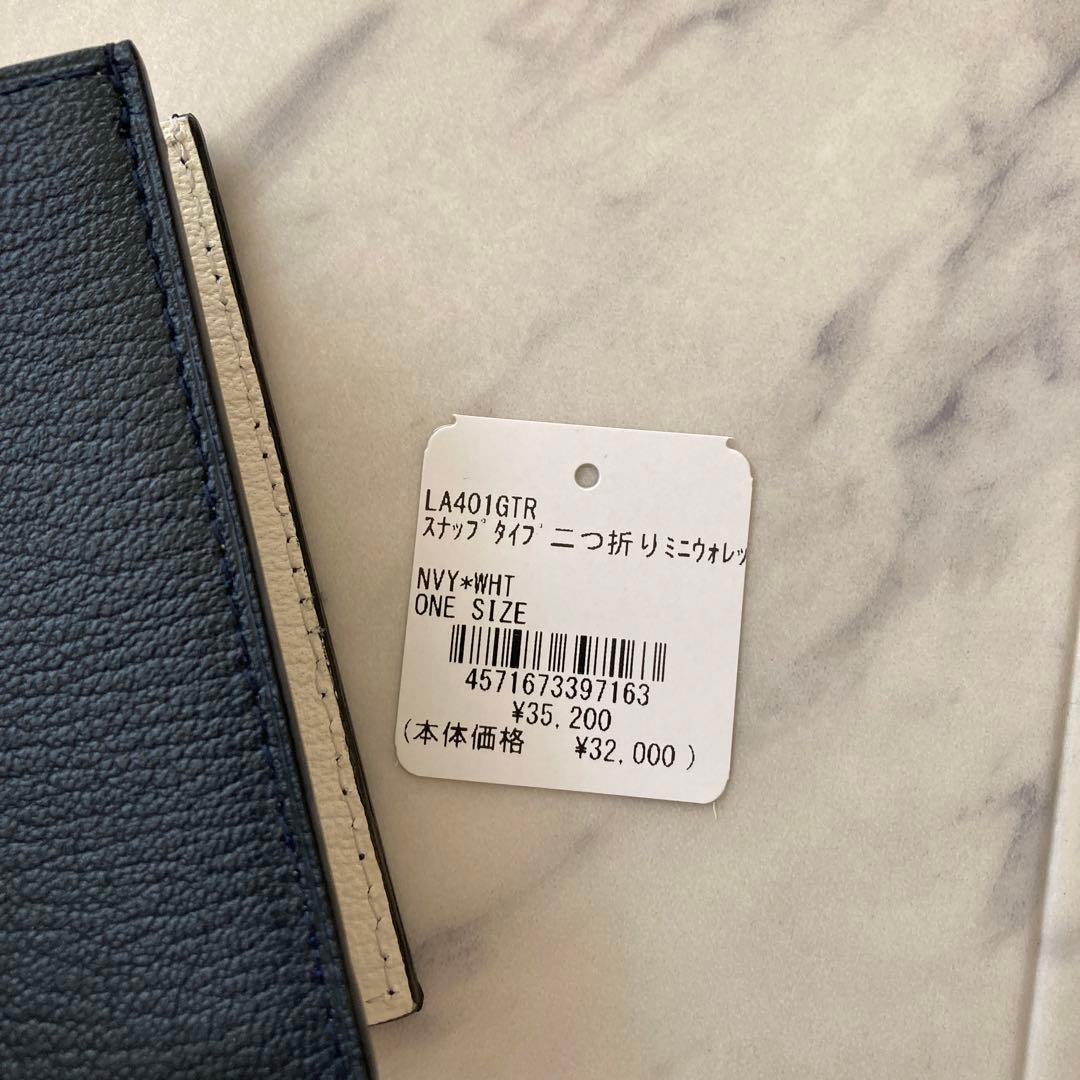 LA401GTR
ｽﾅｯﾌﾟﾀｲﾌﾟ二つ折りﾐﾆｳｫﾚｯ
NVY*WHT
ONE SIZE
4571673397163
¥35,200
(本体価格 ¥32,000)